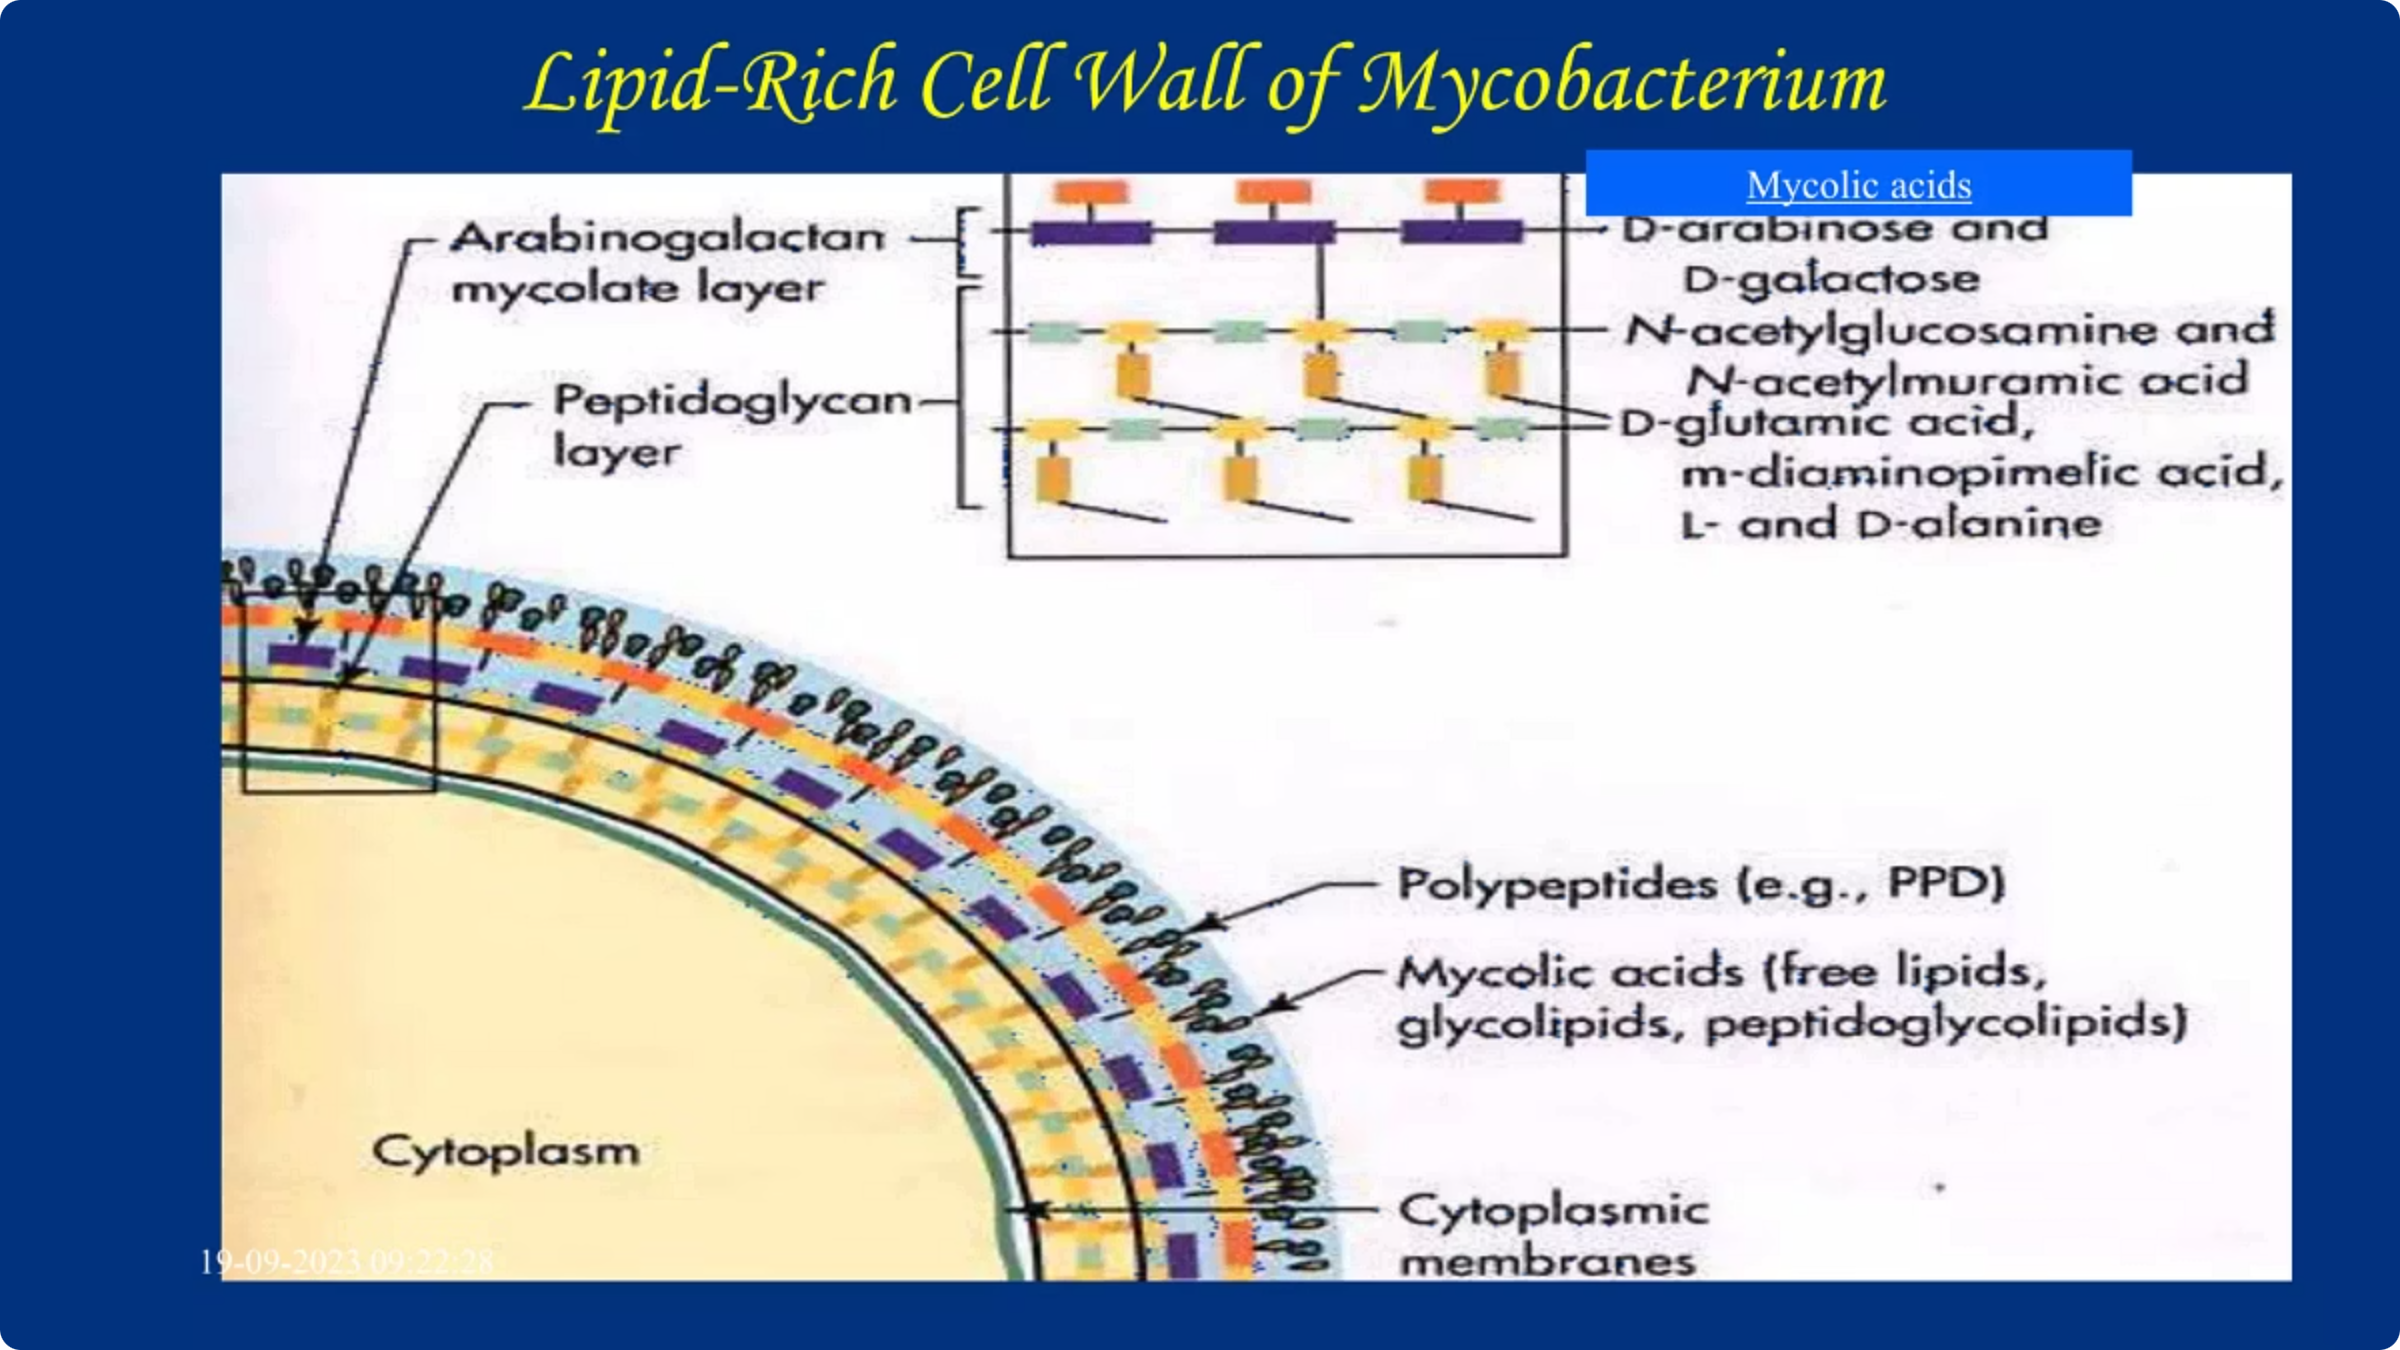 Lipid-Rich Cell Wall of Mycobacterium
Mycolic acids
Arabinogalactan
mycolate layer
D-arabinose and
D-galactose
N-acetylglucosamine and
N-acetylmuramic acid
Peptidoglycan
layer
D-glutamic acid,
m-diaminopimelic acid,
L- and D-alanine
Polypeptides (e.g., PPD)
Mycolic acids (free lipids,
glycolipids, peptidoglycolipids)
Cytoplasm
Cytoplasmic
membranes
19-09-2023 09:22:28